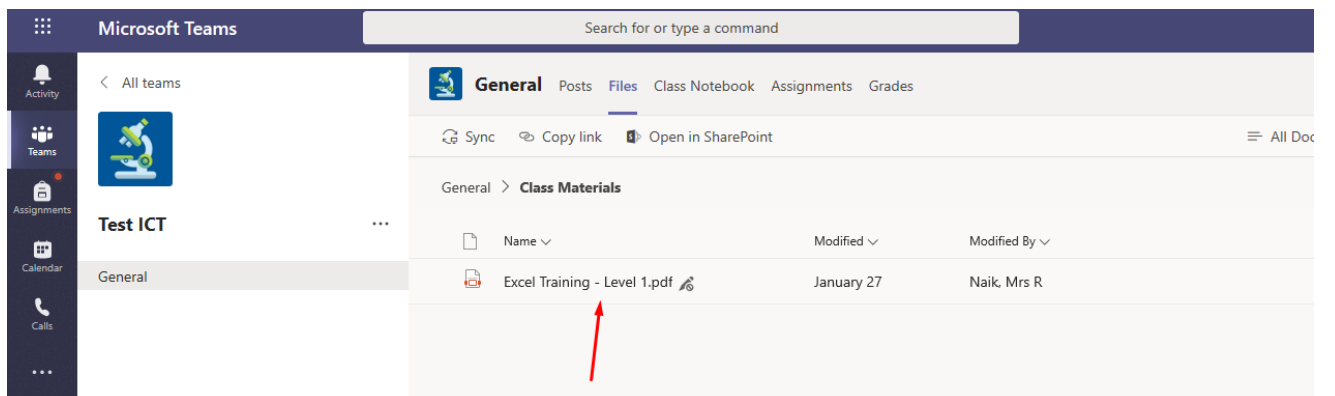 Microsoft Teams
Search for or type a command
Activity
Teams
Assignments
Calendar
Calls
All teams
Test ICT
General
General Posts Files Class Notebook Assignments Grades
Sync Copy link Open in SharePoint All Doc
General > Class Materials
Name Modified Modified By
Excel Training - Level 1.pdf January 27 Naik, Mrs R